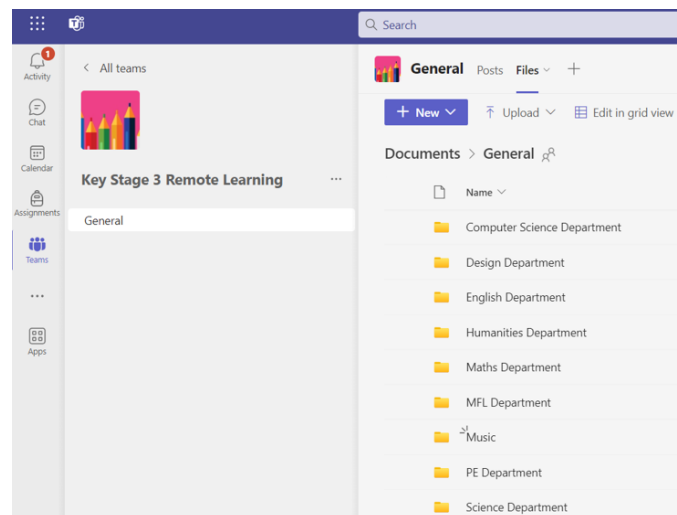 Search
1
Activity
Chat
Calendar
Assignments
Teams
Apps
All teams
Key Stage 3 Remote Learning
General
General Posts Files
New Upload Edit in grid view
Documents > General
Name
Computer Science Department
Design Department
English Department
Humanities Department
Maths Department
MFL Department
Music
PE Department
Science Department